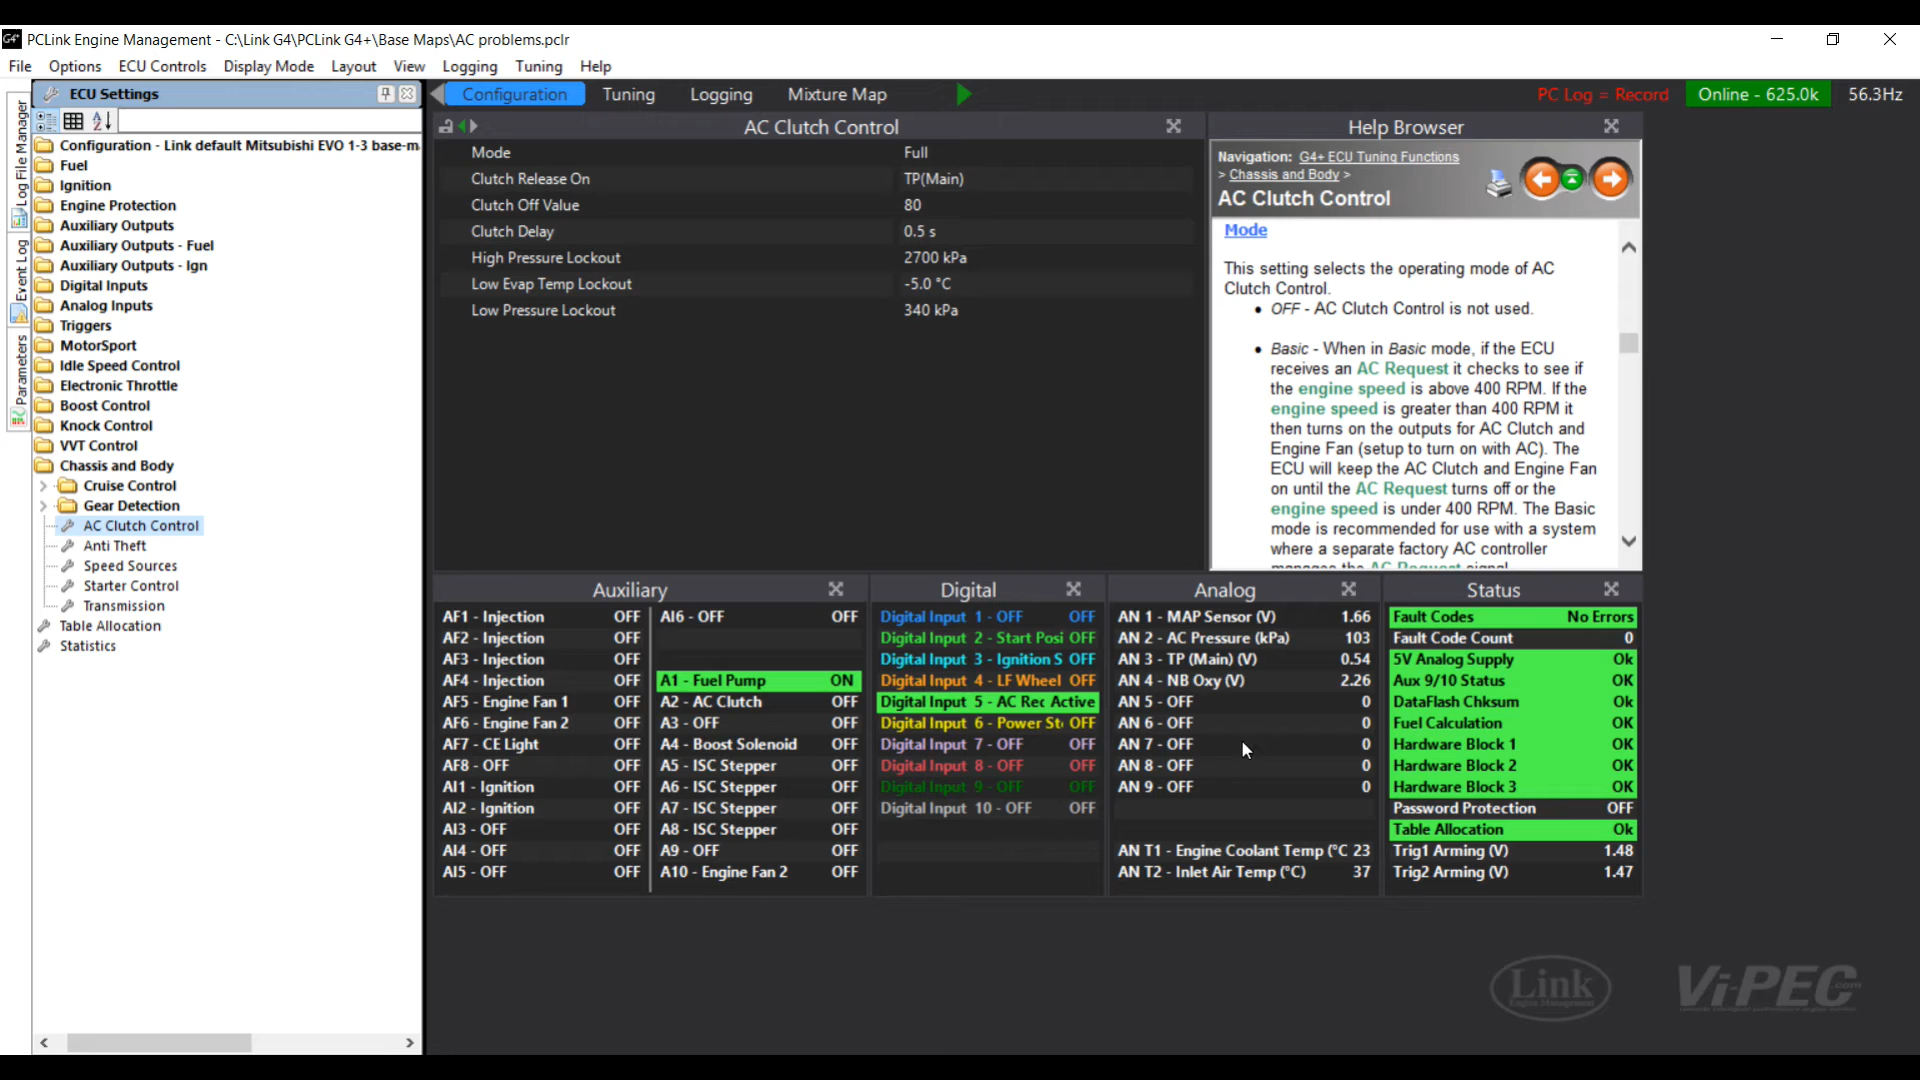 PCLink Engine Management - C:\Link G4\PCLink G4+\Base Maps\AC problems.pclr
File Options ECU Controls Display Mode Layout View Logging Tuning Help
ECU Settings
Log File Manager
Event Log
Parameters
Configuration - Link default Mitsubishi EVO 1-3 base-m
Fuel
Ignition
Engine Protection
Auxiliary Outputs
Auxiliary Outputs - Fuel
Auxiliary Outputs - Ign
Digital Inputs
Analog Inputs
Triggers
MotorSport
Idle Speed Control
Electronic Throttle
Boost Control
Knock Control
VVT Control
Chassis and Body
Cruise Control
Gear Detection
AC Clutch Control
Anti Theft
Speed Sources
Starter Control
Transmission
Table Allocation
Statistics
Configuration Tuning Logging Mixture Map
PC Log = Record Online - 625.0k 56.3Hz
AC Clutch Control
Mode Full
Clutch Release On TP(Main)
Clutch Off Value 80
Clutch Delay 0.5 s
High Pressure Lockout 2700 kPa
Low Evap Temp Lockout -5.0 °C
Low Pressure Lockout 340 kPa
Help Browser
Navigation: G4+ ECU Tuning Functions
> Chassis and Body >
AC Clutch Control
Mode
This setting selects the operating mode of AC
Clutch Control.
• OFF - AC Clutch Control is not used.
• Basic - When in Basic mode, if the ECU
receives an AC Request it checks to see if
the engine speed is above 400 RPM. If the
engine speed is greater than 400 RPM it
then turns on the outputs for AC Clutch and
Engine Fan (setup to turn on with AC). The
ECU will keep the AC Clutch and Engine Fan
on until the AC Request turns off or the
engine speed is under 400 RPM. The Basic
mode is recommended for use with a system
where a separate factory AC controller
manages the AC Request signal
Auxiliary
AF1 - Injection OFF
AF2 - Injection OFF
AF3 - Injection OFF
AF4 - Injection OFF
AF5 - Engine Fan 1 OFF
AF6 - Engine Fan 2 OFF
AF7 - CE Light OFF
AF8 - OFF OFF
AI1 - Ignition OFF
AI2 - Ignition OFF
AI3 - OFF OFF
AI4 - OFF OFF
AI5 - OFF OFF
AI6 - OFF OFF
A1 - Fuel Pump ON
A2 - AC Clutch OFF
A3 - OFF OFF
A4 - Boost Solenoid OFF
A5 - ISC Stepper OFF
A6 - ISC Stepper OFF
A7 - ISC Stepper OFF
A8 - ISC Stepper OFF
A9 - OFF OFF
A10 - Engine Fan 2 OFF
Digital
Digital Input 1 - OFF OFF
Digital Input 2 - Start Posi OFF
Digital Input 3 - Ignition S OFF
Digital Input 4 - LF Wheel OFF
Digital Input 5 - AC Rec Active
Digital Input 6 - Power St OFF
Digital Input 7 - OFF OFF
Digital Input 8 - OFF OFF
Digital Input 9 - OFF OFF
Digital Input 10 - OFF OFF
Analog
AN 1 - MAP Sensor (V) 1.66
AN 2 - AC Pressure (kPa) 103
AN 3 - TP (Main) (V) 0.54
AN 4 - NB Oxy (V) 2.26
AN 5 - OFF 0
AN 6 - OFF 0
AN 7 - OFF 0
AN 8 - OFF 0
AN 9 - OFF 0
AN T1 - Engine Coolant Temp (°C 23
AN T2 - Inlet Air Temp (°C) 37
Status
Fault Codes No Errors
Fault Code Count 0
5V Analog Supply Ok
Aux 9/10 Status OK
DataFlash Chksum Ok
Fuel Calculation OK
Hardware Block 1 OK
Hardware Block 2 OK
Hardware Block 3 OK
Password Protection OFF
Table Allocation Ok
Trig1 Arming (V) 1.48
Trig2 Arming (V) 1.47
Link
Engine Management
Vi-PEC.com